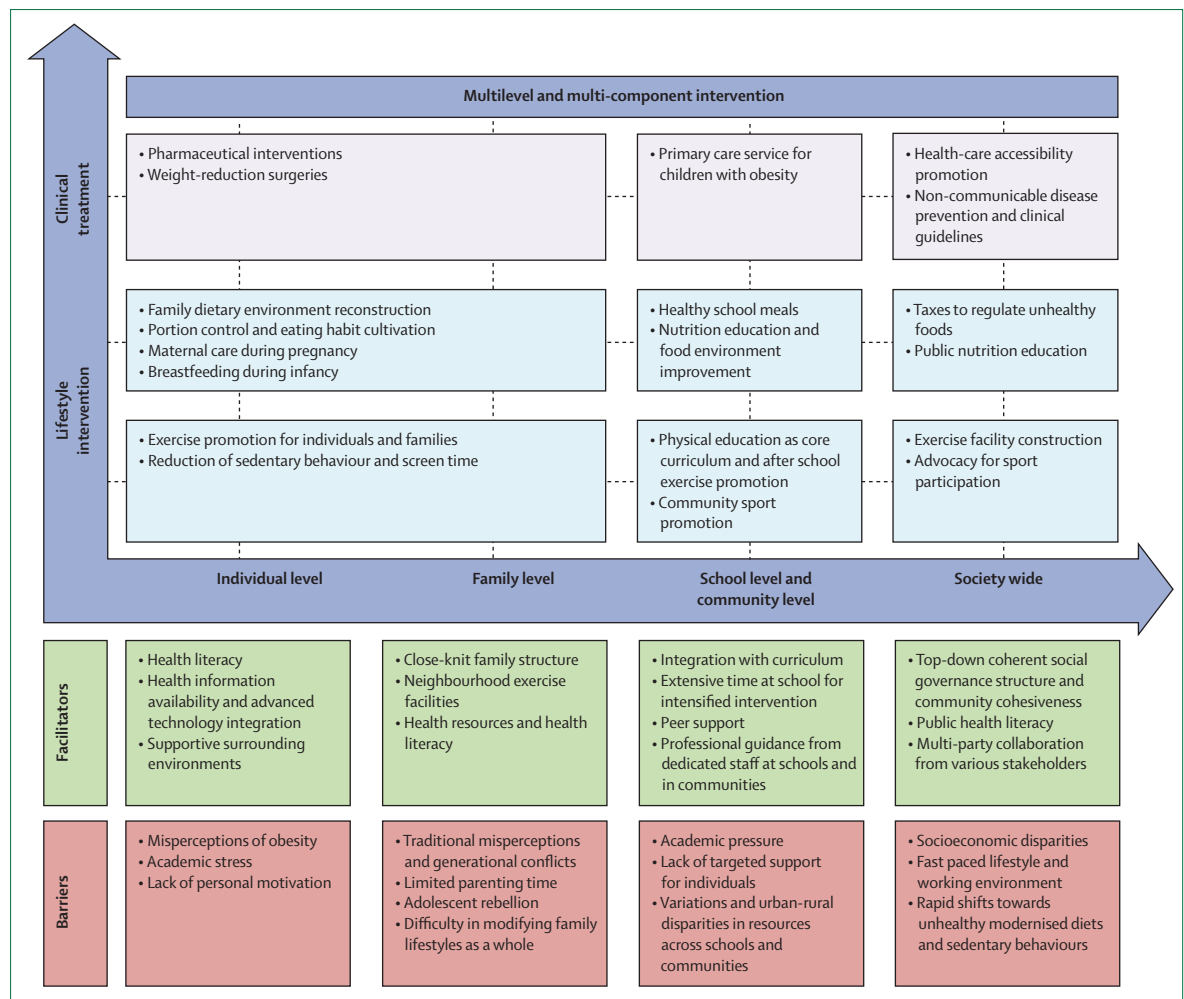 Multilevel and multi-component intervention
Clinical
treatment
• Pharmaceutical interventions
• Weight-reduction surgeries
• Primary care service for
children with obesity
• Health-care accessibility
promotion
• Non-communicable disease
prevention and clinical
guidelines
Lifestyle
intervention
• Family dietary environment reconstruction
• Portion control and eating habit cultivation
• Maternal care during pregnancy
• Breastfeeding during infancy
• Healthy school meals
• Nutrition education and
food environment
improvement
• Taxes to regulate unhealthy
foods
• Public nutrition education
• Exercise promotion for individuals and families
• Reduction of sedentary behaviour and screen time
• Physical education as core
curriculum and after school
exercise promotion
• Community sport
promotion
• Exercise facility construction
• Advocacy for sport
participation
Individual level
Family level
School level and
community level
Society wide
Facilitators
• Health literacy
• Health information
availability and advanced
technology integration
• Supportive surrounding
environments
• Close-knit family structure
• Neighbourhood exercise
facilities
• Health resources and health
literacy
• Integration with curriculum
• Extensive time at school for
intensified intervention
• Peer support
• Professional guidance from
dedicated staff at schools and
in communities
• Top-down coherent social
governance structure and
community cohesiveness
• Public health literacy
• Multi-party collaboration
from various stakeholders
Barriers
• Misperceptions of obesity
• Academic stress
• Lack of personal motivation
• Traditional misperceptions
and generational conflicts
• Limited parenting time
• Adolescent rebellion
• Difficulty in modifying family
lifestyles as a whole
• Academic pressure
• Lack of targeted support
for individuals
• Variations and urban-rural
disparities in resources
across schools and
communities
• Socioeconomic disparities
• Fast paced lifestyle and
working environment
• Rapid shifts towards
unhealthy modernised diets
and sedentary behaviours